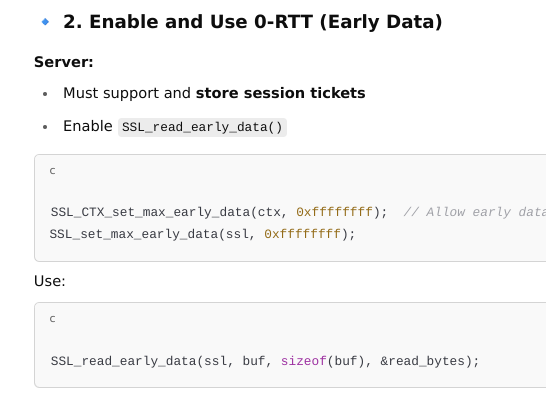 🔹 2. Enable and Use 0-RTT (Early Data)
Server:
• Must support and store session tickets
• Enable SSL_read_early_data()
c
SSL_CTX_set_max_early_data(ctx, 0xffffffff);  // Allow early data
SSL_set_max_early_data(ssl, 0xffffffff);
Use:
c
SSL_read_early_data(ssl, buf, sizeof(buf), &read_bytes);